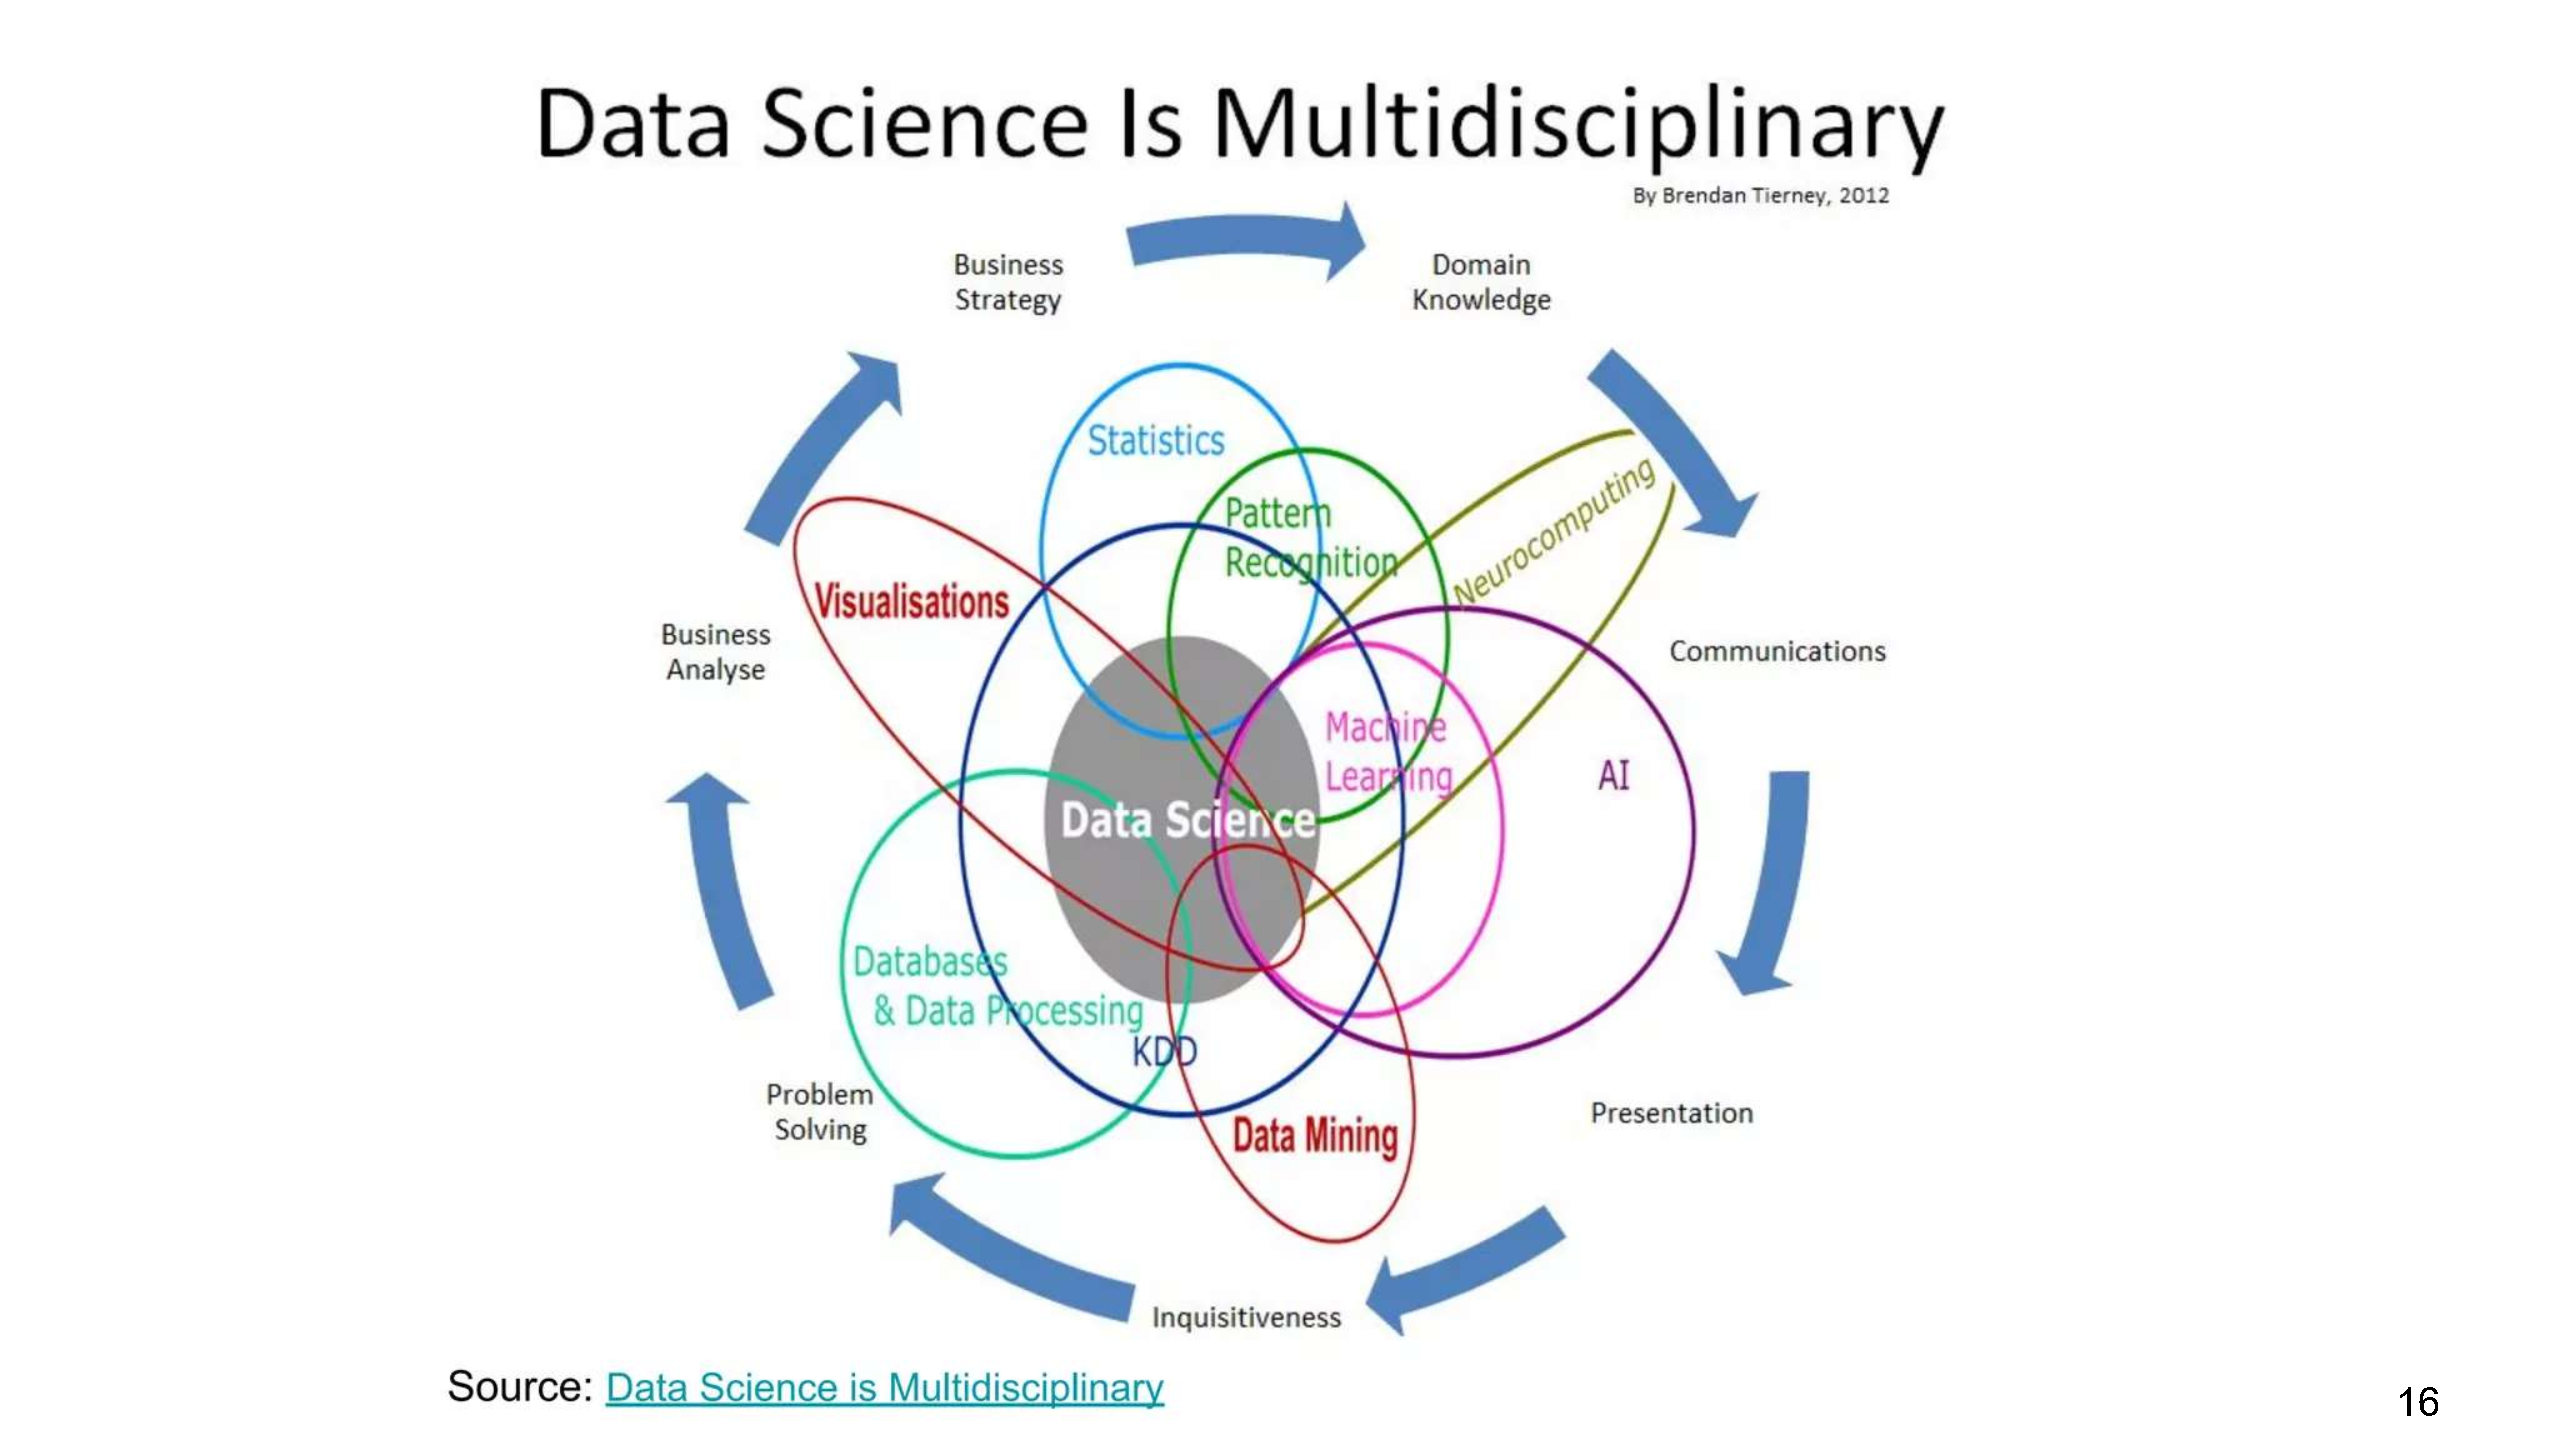 Data Science Is Multidisciplinary
By Brendan Tierney, 2012
Business
Strategy
Domain
Knowledge
Statistics
Pattern
Recognition
Neurocomputing
Visualisations
Business
Analyse
Communications
Machine
Learning
AI
Data Science
Databases
& Data Processing
KDD
Problem
Solving
Data Mining
Presentation
Inquisitiveness
Source: Data Science is Multidisciplinary
16